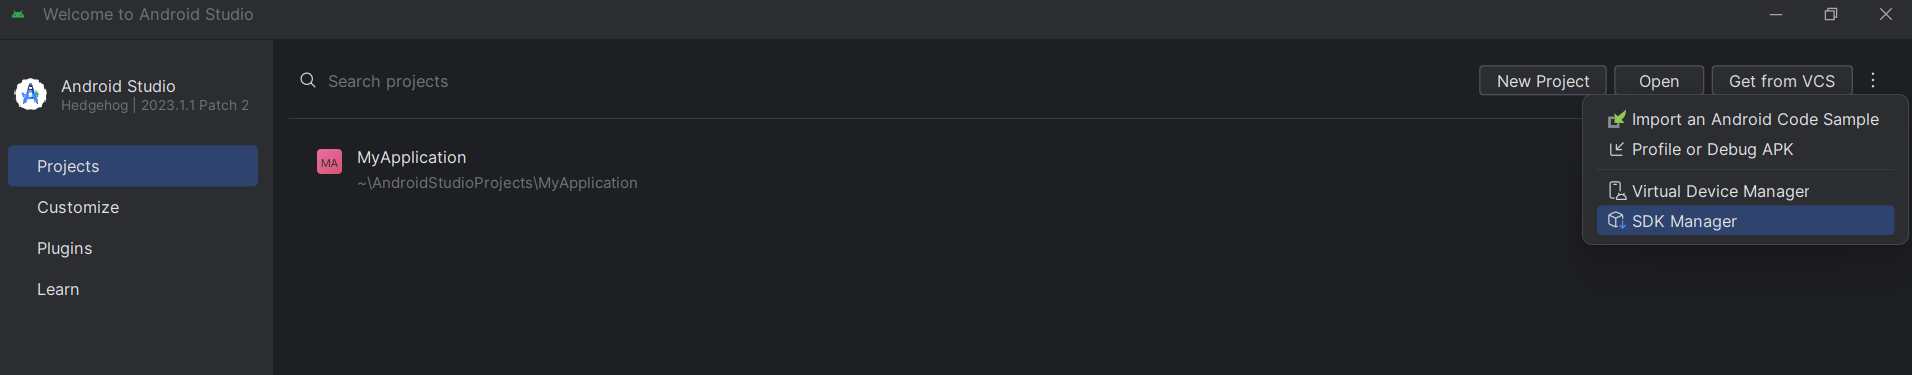 Welcome to Android Studio
Android Studio
Hedgehog | 2023.1.1 Patch 2
Projects
Customize
Plugins
Learn
Search projects
New Project
Open
Get from VCS
MA
MyApplication
~\AndroidStudioProjects\MyApplication
Import an Android Code Sample
Profile or Debug APK
Virtual Device Manager
SDK Manager